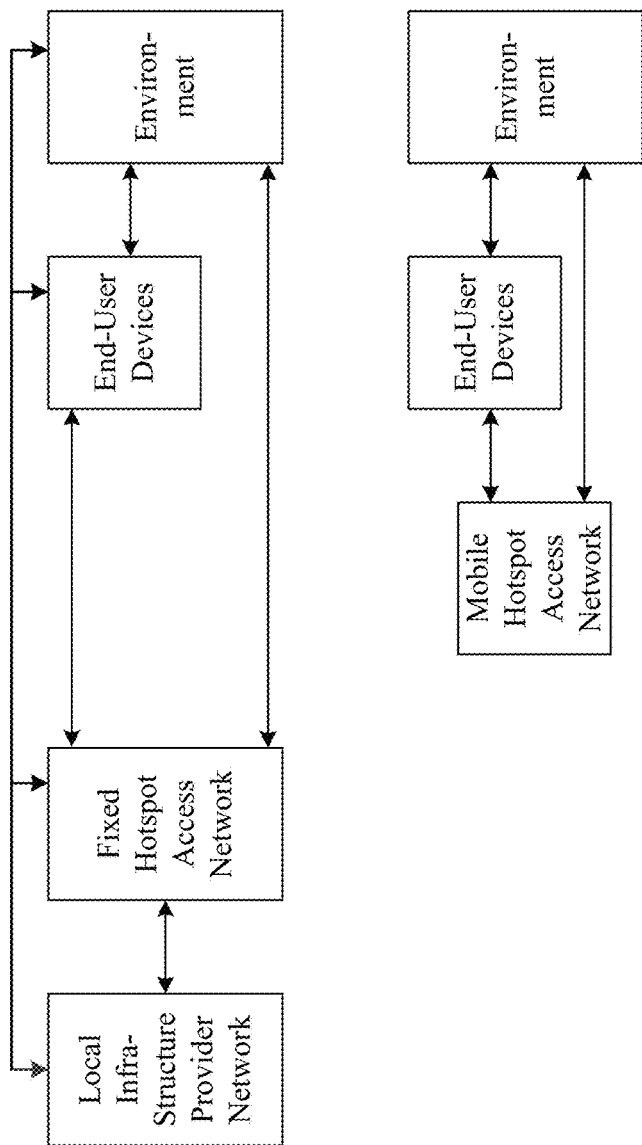 Local
Infra-
Structure
Provider
Network
Fixed
Hotspot
Access
Network
End-User
Devices
Environ-
ment
Mobile
Hotspot
Access
Network
End-User
Devices
Environ-
ment